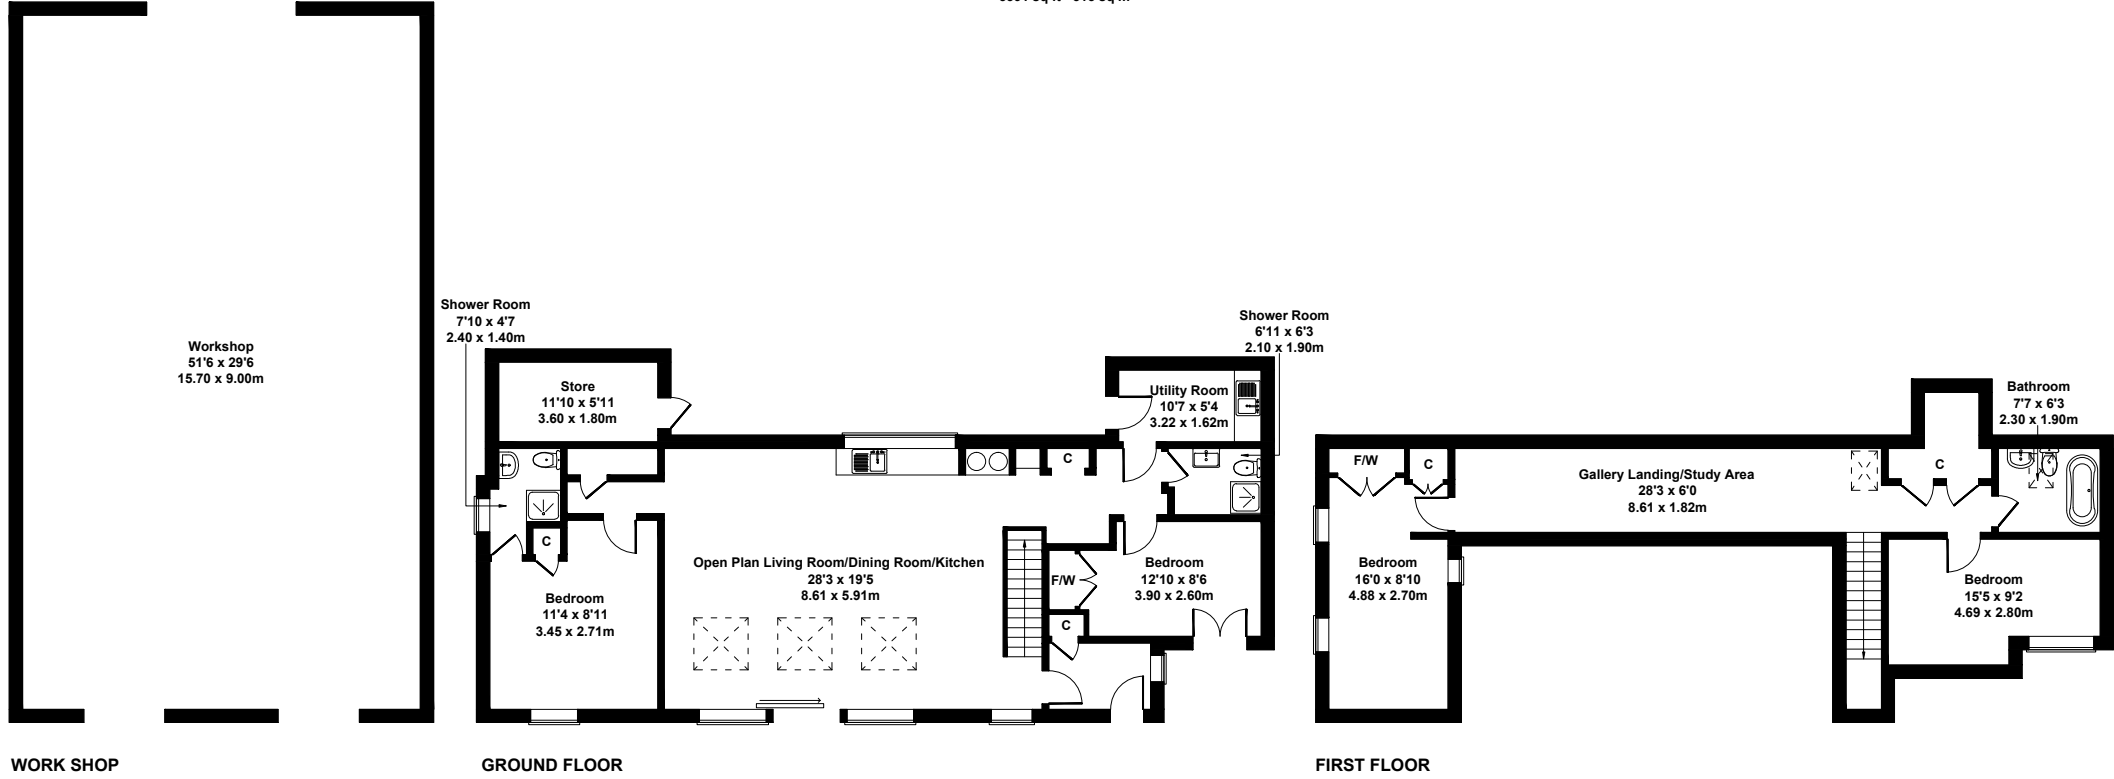 Workshop
51'6 x 29'6
15.70 x 9.00m
Shower Room
7'10 x 4'7
2.40 x 1.40m
Store
11'10 x 5'11
3.60 x 1.80m
C
Bedroom
11'4 x 8'11
3.45 x 2.71m
Open Plan Living Room/Dining Room/Kitchen
28'3 x 19'5
8.61 x 5.91m
C
Shower Room
6'11 x 6'3
2.10 x 1.90m
Utility Room
10'7 x 5'4
3.22 x 1.62m
F/W
Bedroom
12'10 x 8'6
3.90 x 2.60m
C
F/W
C
Gallery Landing/Study Area
28'3 x 6'0
8.61 x 1.82m
C
Bathroom
7'7 x 6'3
2.30 x 1.90m
Bedroom
16'0 x 8'10
4.88 x 2.70m
Bedroom
15'5 x 9'2
4.69 x 2.80m
WORK SHOP
GROUND FLOOR
FIRST FLOOR